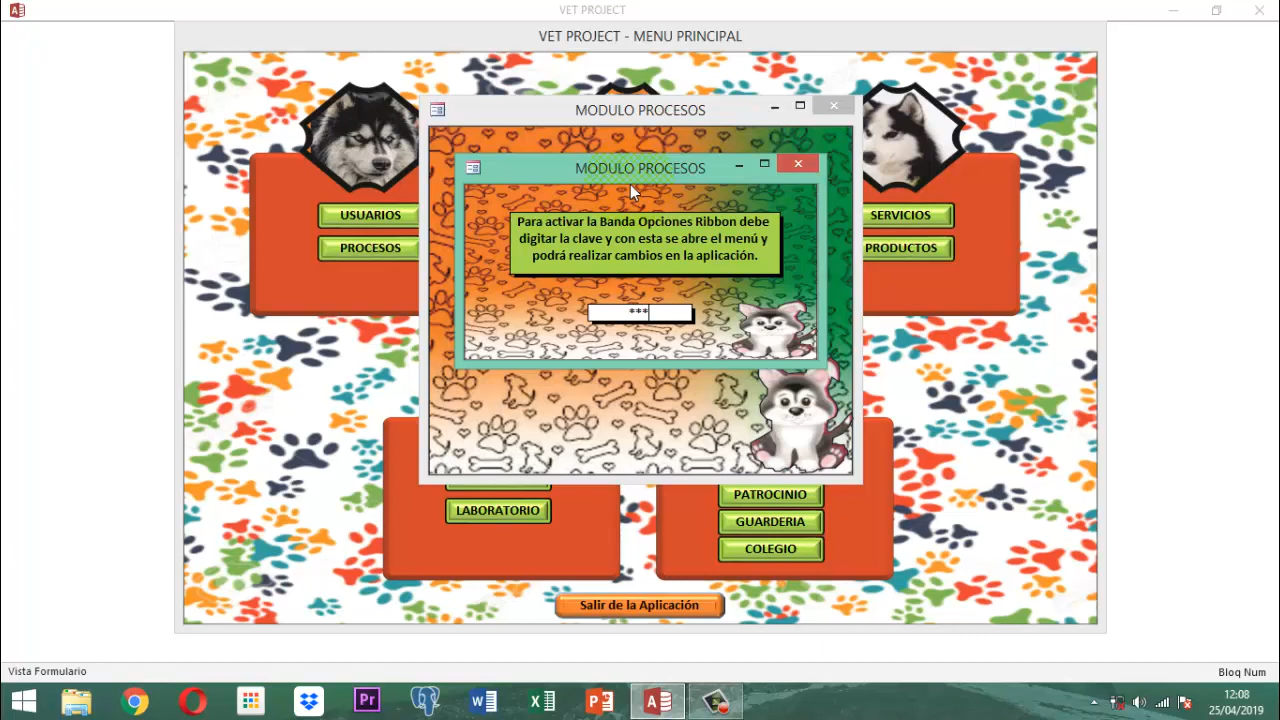 VET PROJECT
VET PROJECT - MENU PRINCIPAL
MODULO PROCESOS
MODULO PROCESOS
USUARIOS
PROCESOS
SERVICIOS
PRODUCTOS
Para activar la Banda Opciones Ribbon debe
digitar la clave y con esta se abre el menú y
podrá realizar cambios en la aplicación.
***
LABORATORIO
PATROCINIO
GUARDERIA
COLEGIO
Salir de la Aplicación
Vista Formulario
Bloq Num
Pr
12:08
25/04/2019